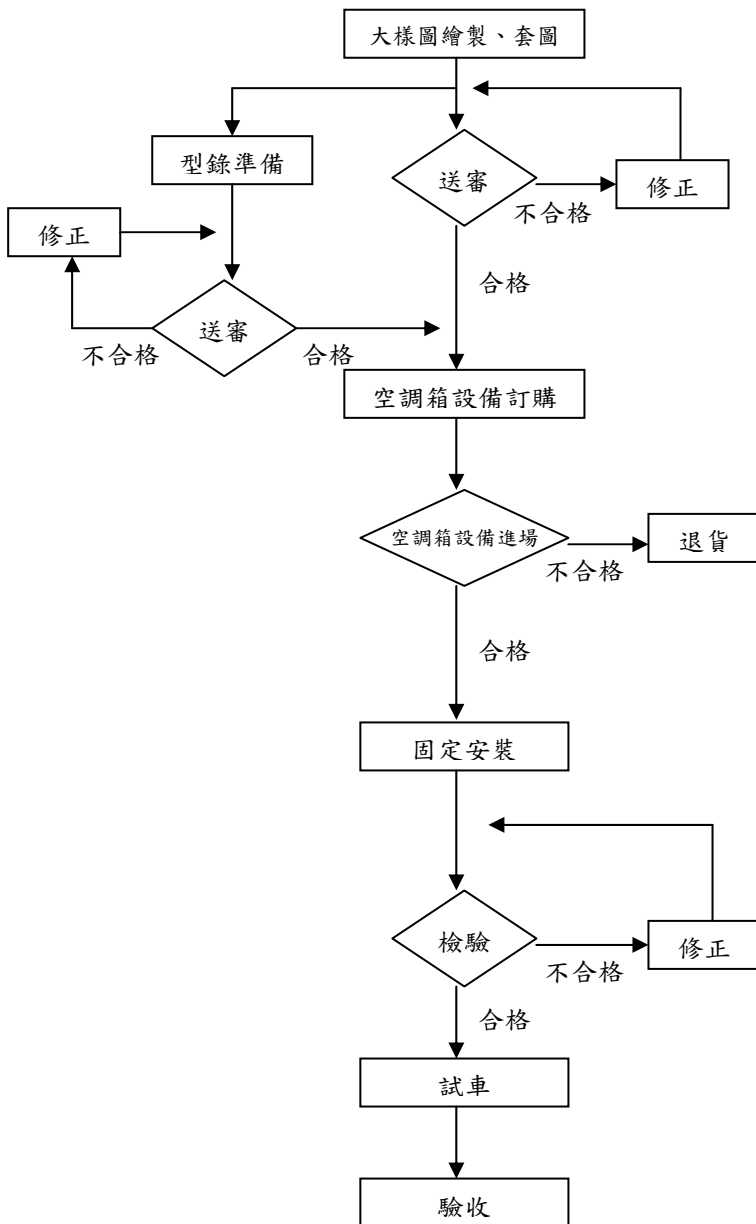 大樣圖繪製、套圖
型錄準備
送審
不合格
修正
修正
合格
送審
不合格
合格
空調箱設備訂購
空調箱設備進場
不合格
退貨
合格
固定安裝
檢驗
不合格
修正
合格
試車
驗收